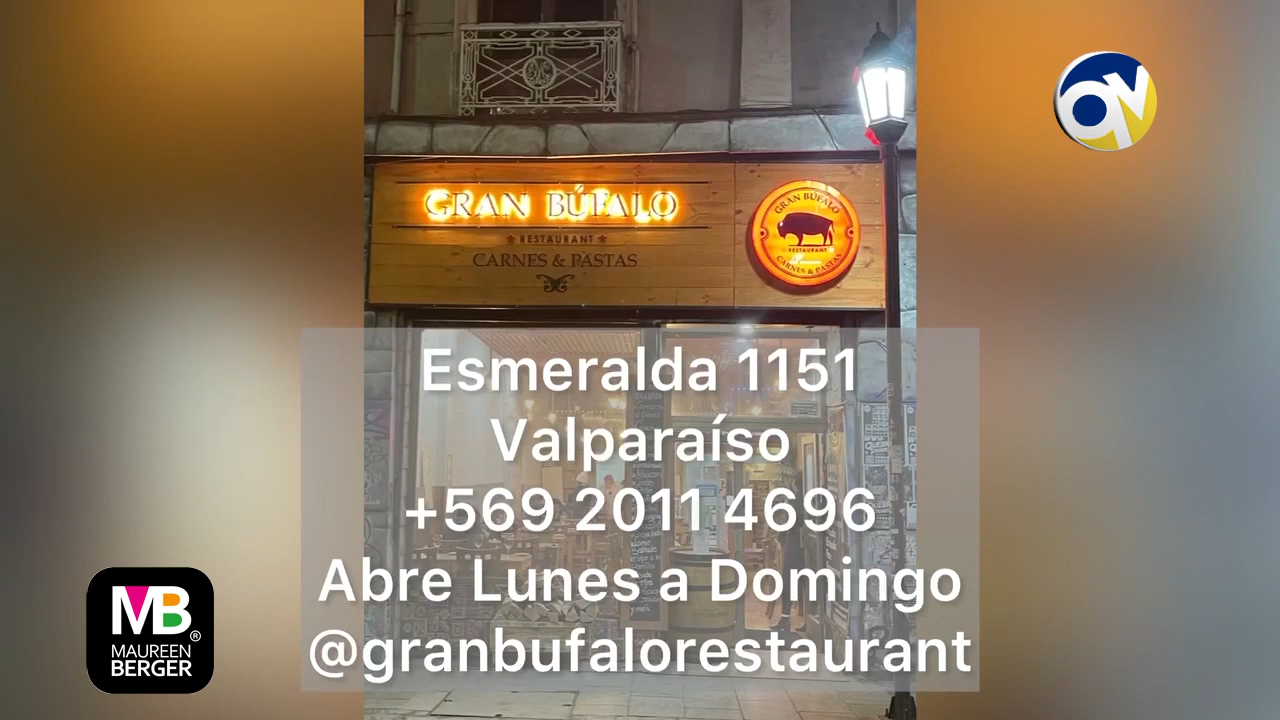 GRAN BÚFALO
RESTAURANT
CARNES & PASTAS
GRAN BÚFALO
RESTAURANT
CARNES & PASTAS
Esmeralda 1151
Valparaíso
+569 2011 4696
Abre Lunes a Domingo
@granbufalorestaurant
MB®
MAUREEN
BERGER